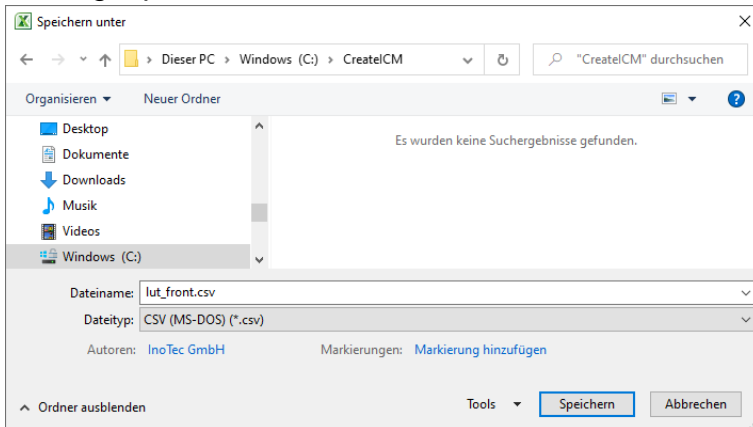 Speichern unter
Dieser PC > Windows (C:) > CreateICM
"CreateICM" durchsuchen
Organisieren Neuer Ordner
Desktop
Es wurden keine Suchergebnisse gefunden.
Dokumente
Downloads
Musik
Videos
Windows (C:)
Dateiname: lut_front.csv
Dateityp: CSV (MS-DOS) (*.csv)
Autoren: InoTec GmbH Markierungen: Markierung hinzufügen
Ordner ausblenden Tools Speichern Abbrechen